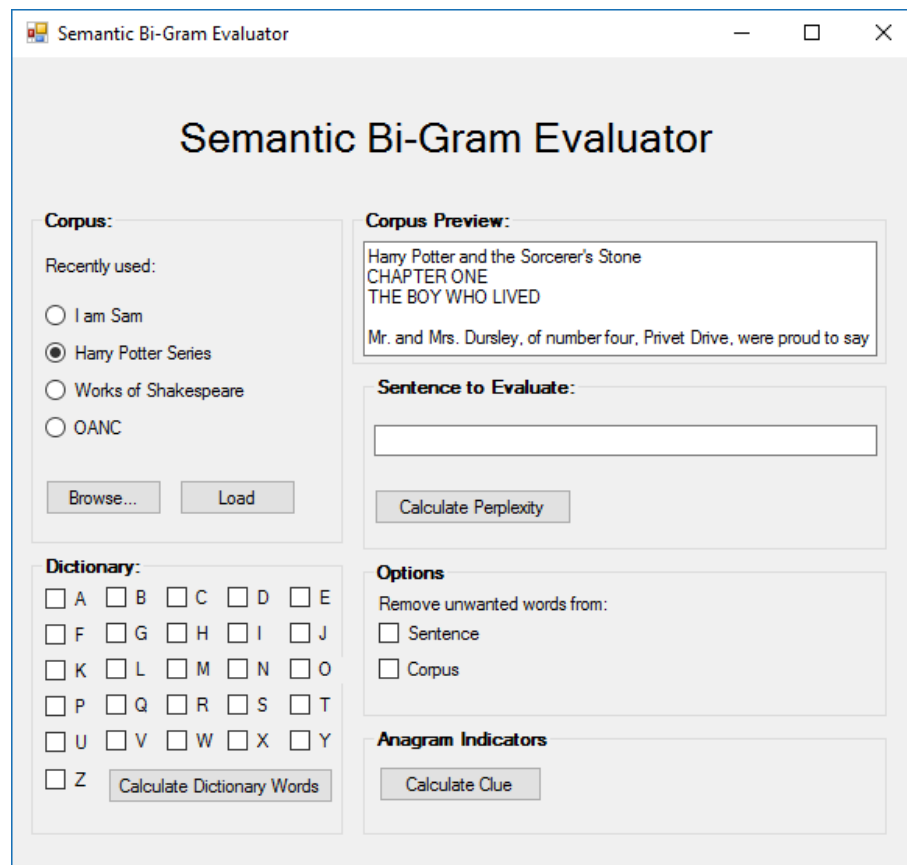 Semantic Bi-Gram Evaluator
Semantic Bi-Gram Evaluator
Corpus:
Recently used:
I am Sam
Harry Potter Series
Works of Shakespeare
OANC
Browse... Load
Corpus Preview:
Harry Potter and the Sorcerer's Stone
CHAPTER ONE
THE BOY WHO LIVED
Mr. and Mrs. Dursley, of number four, Privet Drive, were proud to say
Sentence to Evaluate:
Calculate Perplexity
Dictionary:
A B C D E
F G H I J
K L M N O
P Q R S T
U V W X Y
Z Calculate Dictionary Words
Options
Remove unwanted words from:
Sentence
Corpus
Anagram Indicators
Calculate Clue